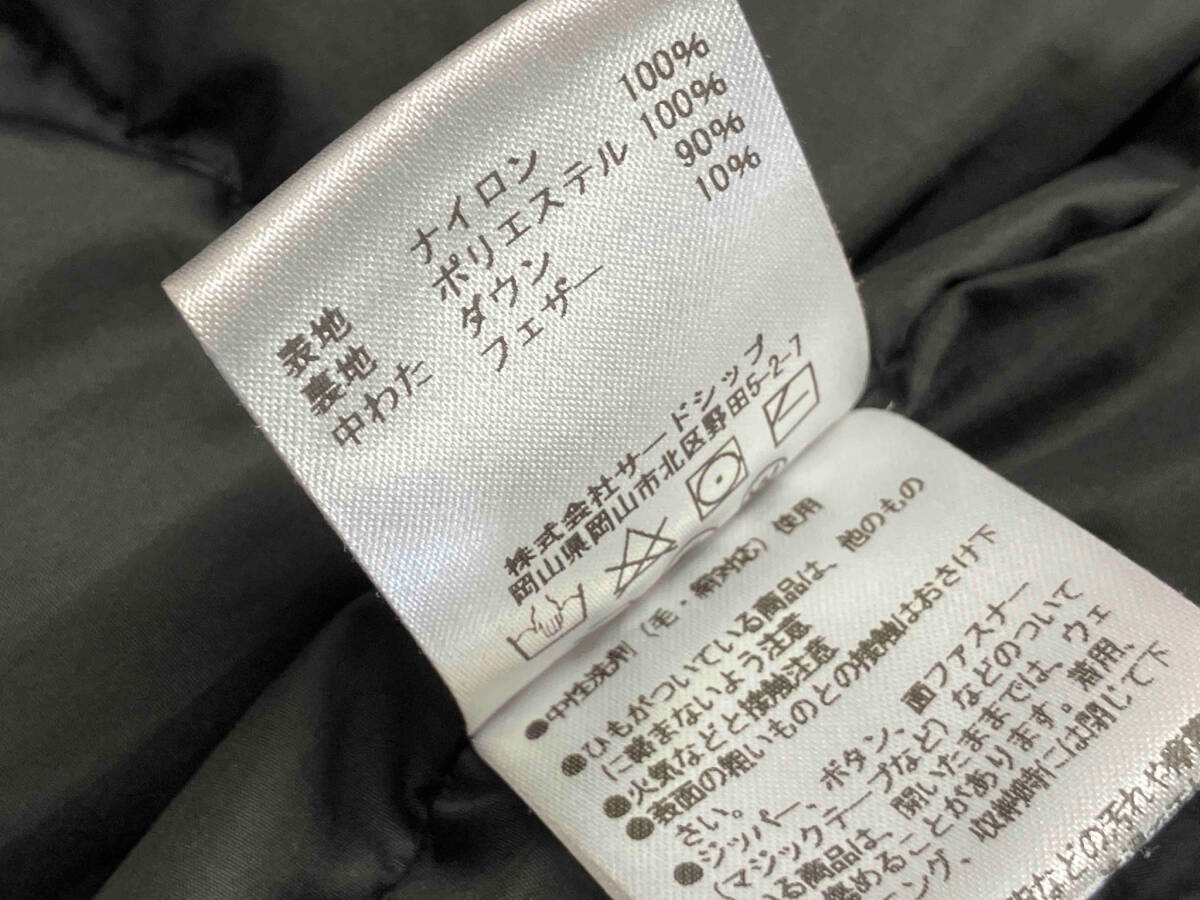 表地 ナイロン 100%
裏地 ポリエステル 100%
中わた ダウン 90%
フェザー 10%
株式会社サードシップ
岡山県岡山市北区野田5-2-7
●中性洗剤（毛・絹対応）使用
●ひもがついている商品は、他のもの
に絡まないよう注意
●火気などと接触注意
●表面の粗いものとの接触はおさけ下
さい。
●ジッパー、ボタン、面ファスナー
（マジックテープなど）などのついて
いる商品は、開いたままでは、ウェ
傷めることがあります。着用、
ニング、収納時には閉じて下
などの汚れや